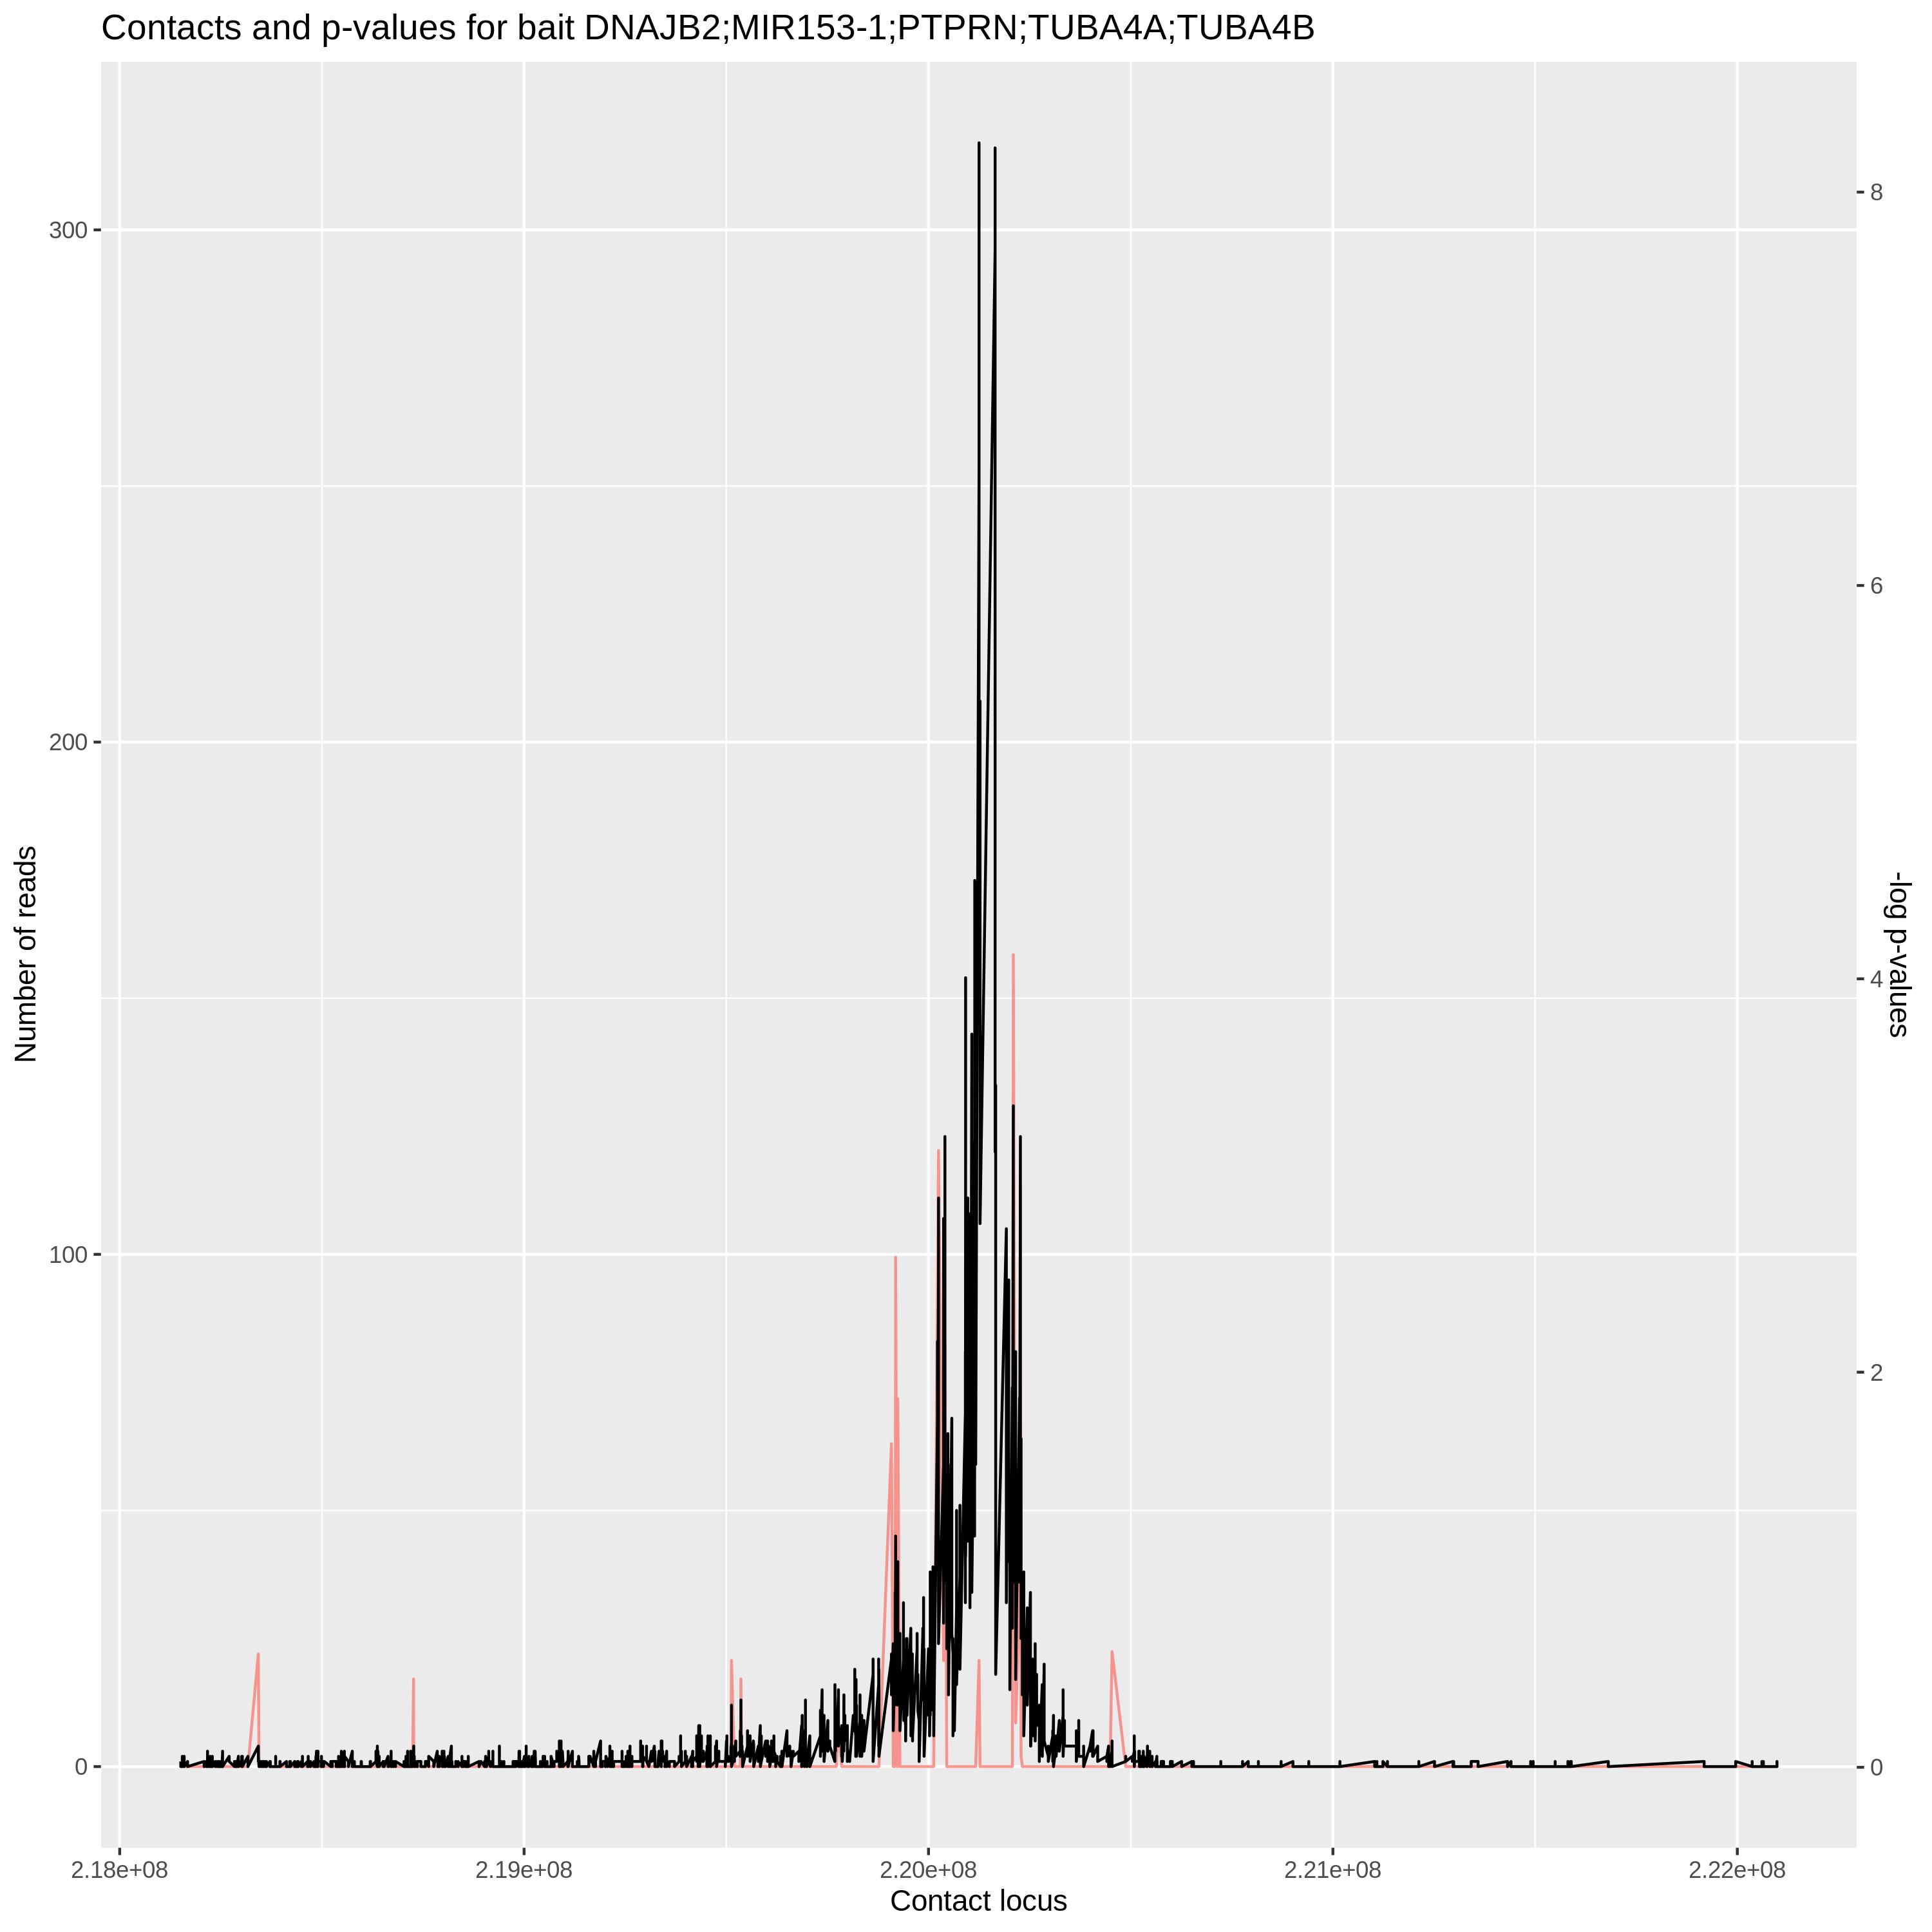 Contacts and p-values for bait DNAJB2;MIR153-1;PTPRN;TUBA4A;TUBA4B
300
200
100
0
Number of reads
8
6
4
2
0
-log p-values
2.18e+08 2.19e+08 2.20e+08 2.21e+08 2.22e+08
Contact locus